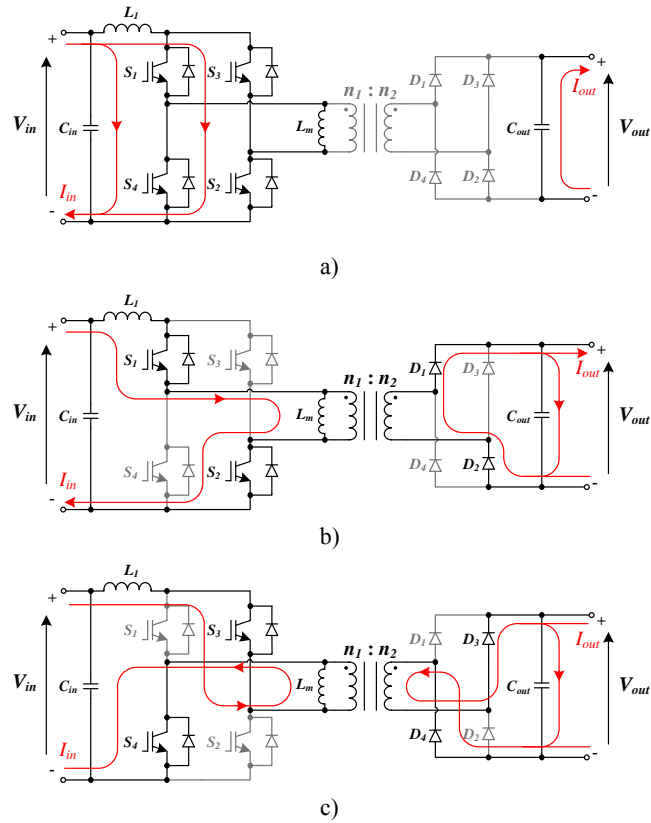 L1
+
S1
S3
n1 : n2
D1
D3
+
Iout
Vin
Cin
Lm
Cout
Vout
S4
S2
D4
D2
Iin
-
-
a)
L1
+
S1
S3
n1 : n2
D1
D3
+
Iout
Vin
Cin
Lm
Cout
Vout
S4
S2
D4
D2
Iin
-
-
b)
L1
+
S1
S3
n1 : n2
D1
D3
+
Iout
Vin
Cin
Lm
Cout
Vout
S4
S2
D4
D2
Iin
-
-
c)